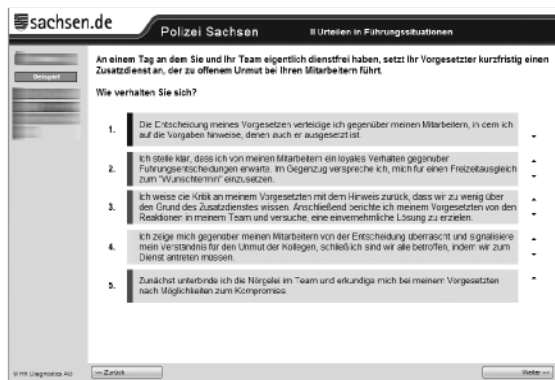 sachsen.de
Polizei Sachsen
II Urteilen in Führungssituationen
Beispiel
An einem Tag an dem Sie und Ihr Team eigentlich dienstfrei haben, setzt Ihr Vorgesetzter kurzfristig einen
Zusatzdienst an, der zu offenem Unmut bei Ihren Mitarbeitern führt.
Wie verhalten Sie sich?
1. Die Entscheidung meines Vorgesetzen verteidige ich gegenüber meinen Mitarbeitern, in dem ich
auf die Vorgaben hinweise, denen auch er ausgesetzt ist.
2. Ich stelle klar, dass ich von meinen Mitarbeitern ein loyales Verhalten gegenüber
Führungsentscheidungen erwarte. Im Gegenzug verspreche ich, mich für einen Freizeitausgleich
zum "Wunschtermin" einzusetzen.
3. Ich weise die Kritik an meinem Vorgesetzten mit dem Hinweis zurück, dass wir zu wenig über
den Grund des Zusatzdienstes wissen. Anschließend berichte ich meinem Vorgesetzten von den
Reaktionen in meinem Team und versuche, eine einvernehmliche Lösung zu erzielen.
4. Ich zeige mich gegenüber meinen Mitarbeitern von der Entscheidung überrascht und signalisiere
mein Verständnis für den Unmut der Kollegen, schließlich sind wir alle betroffen, indem wir zum
Dienst antreten müssen.
5. Zunächst unterbinde ich die Nörgelei im Team und erkundige mich bei meinem Vorgesetzten
nach Möglichkeiten zum Kompromiss.
© HR Diagnostics AG
<-- Zurück
Weiter -->